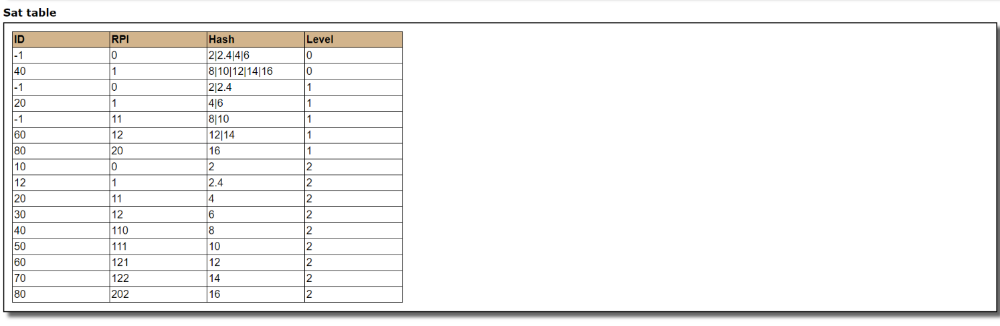 Sat table
ID RPI Hash Level
-1 0 2|2.4|4|6 0
40 1 8|10|12|14|16 0
-1 0 2|2.4 1
20 1 4|6 1
-1 11 8|10 1
60 12 12|14 1
80 20 16 1
10 0 2 2
12 1 2.4 2
20 11 4 2
30 12 6 2
40 110 8 2
50 111 10 2
60 121 12 2
70 122 14 2
80 202 16 2